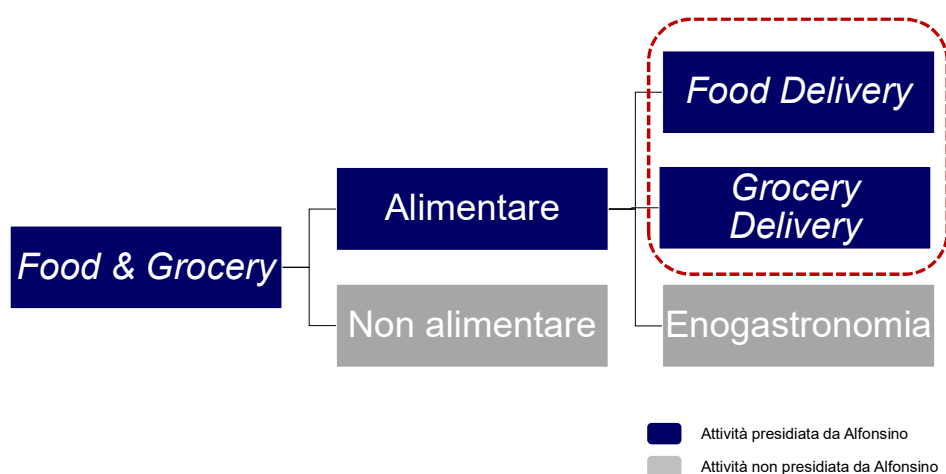 Food Delivery
Grocery
Delivery
Alimentare
Food & Grocery
Non alimentare
Enogastronomia
Attività presidiata da Alfonsino
Attività non presidiata da Alfonsino